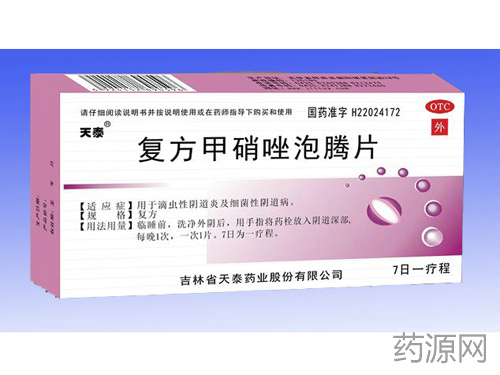 请仔细阅读说明书并按说明使用或在药师指导下购买和使用
国药准字 H22024172
OTC
外
天泰®
复方甲硝唑泡腾片
【适应症】用于滴虫性阴道炎及细菌性阴道病。
【规格】复方
【用法用量】临睡前，洗净外阴后，用手指将药栓放入阴道深部，
每晚1次，一次1片。7日为一疗程。
吉林省天泰药业股份有限公司
7日一疗程
药源网